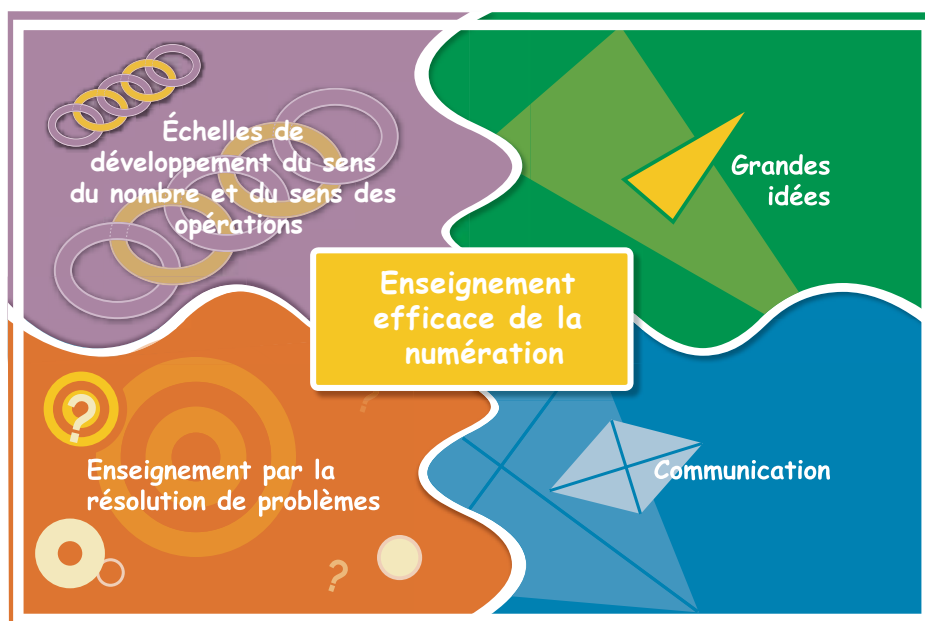 Échelles de
développement du sens
du nombre et du sens des
opérations
Grandes
idées
Enseignement
efficace de la
numération
?
?
Enseignement par la
résolution de problèmes
?
Communication